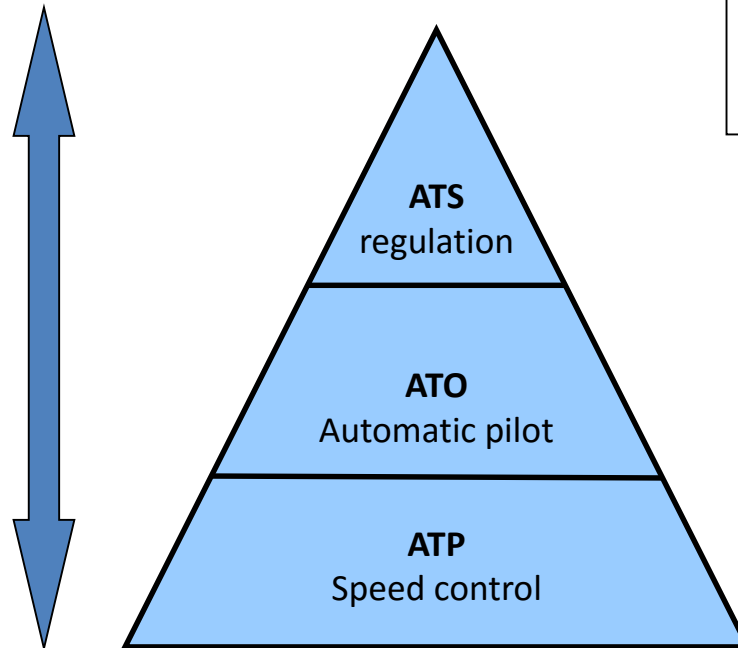 ATS
regulation
ATO
Automatic pilot
ATP
Speed control